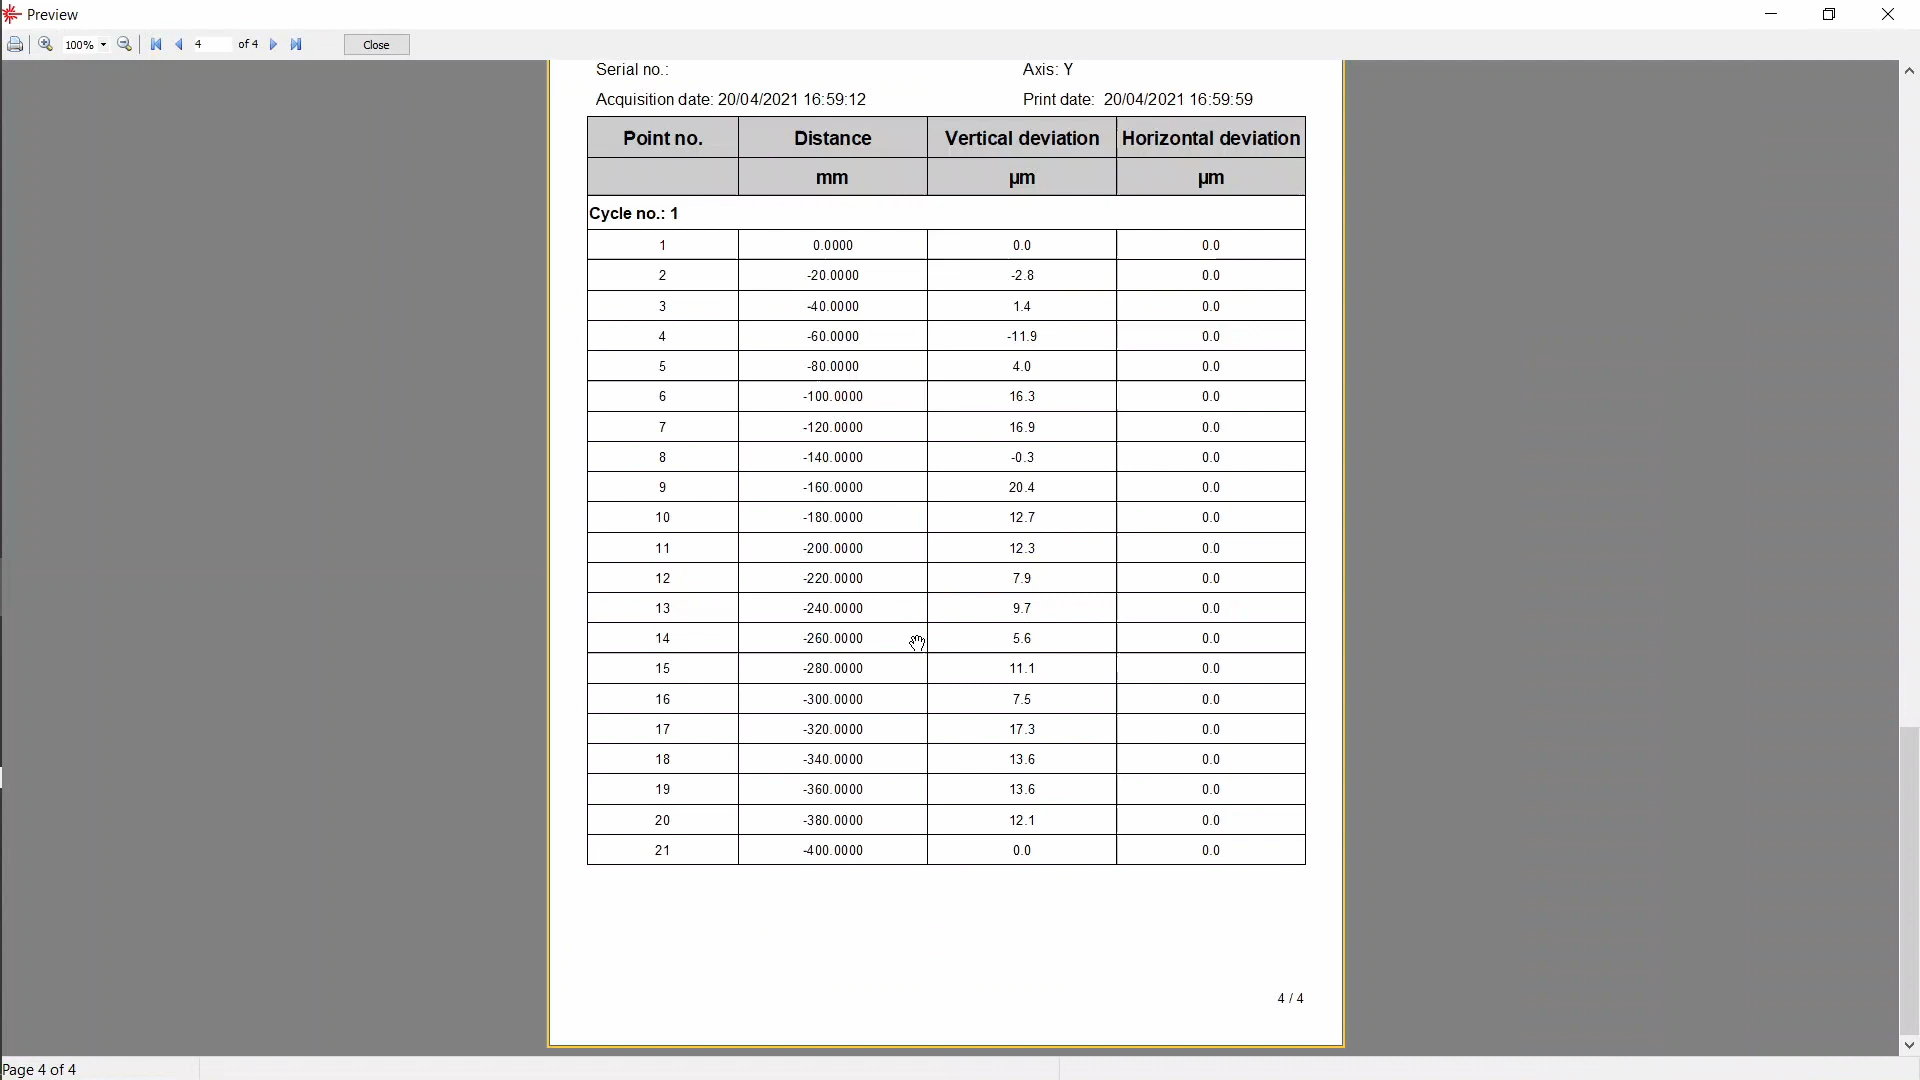 Preview
100% 4 of 4 Close
Serial no.: Axis: Y
Acquisition date: 20/04/2021 16:59:12 Print date: 20/04/2021 16:59:59
Point no. Distance Vertical deviation Horizontal deviation
mm µm µm
Cycle no.: 1
1 0.0000 0.0 0.0
2 -20.0000 -2.8 0.0
3 -40.0000 1.4 0.0
4 -60.0000 -11.9 0.0
5 -80.0000 4.0 0.0
6 -100.0000 16.3 0.0
7 -120.0000 16.9 0.0
8 -140.0000 -0.3 0.0
9 -160.0000 20.4 0.0
10 -180.0000 12.7 0.0
11 -200.0000 12.3 0.0
12 -220.0000 7.9 0.0
13 -240.0000 9.7 0.0
14 -260.0000 5.6 0.0
15 -280.0000 11.1 0.0
16 -300.0000 7.5 0.0
17 -320.0000 17.3 0.0
18 -340.0000 13.6 0.0
19 -360.0000 13.6 0.0
20 -380.0000 12.1 0.0
21 -400.0000 0.0 0.0
4 / 4
Page 4 of 4